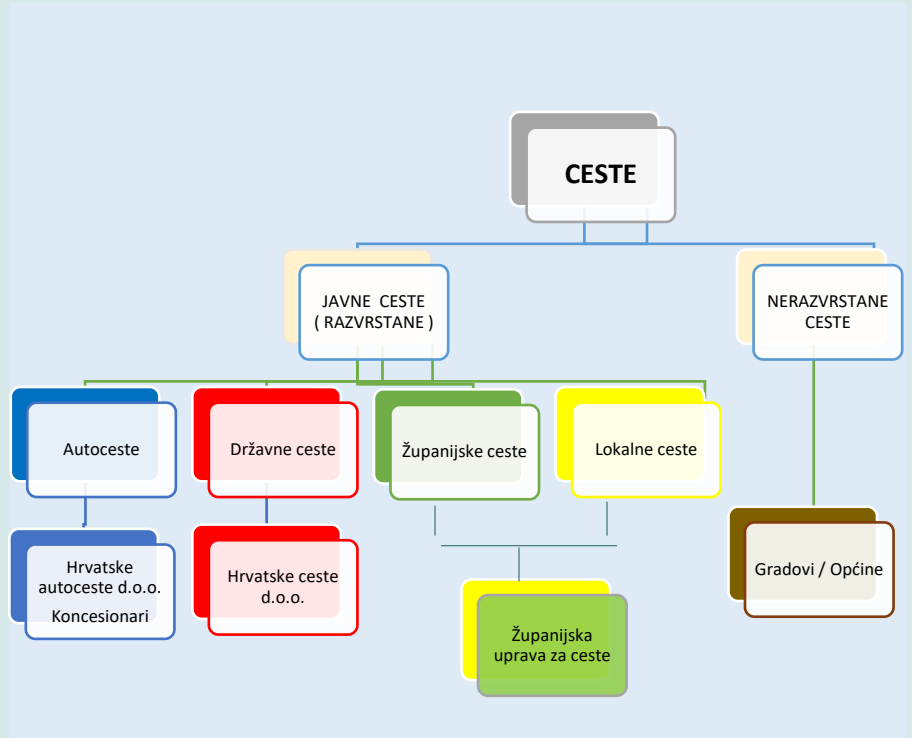 CESTE
JAVNE CESTE
( RAZVRSTANE )
NERAZVRSTANE
CESTE
Autoceste
Državne ceste
Županijske ceste
Lokalne ceste
Hrvatske
autoceste d.o.o.
Koncesionari
Hrvatske ceste
d.o.o.
Gradovi / Općine
Županijska
uprava za ceste